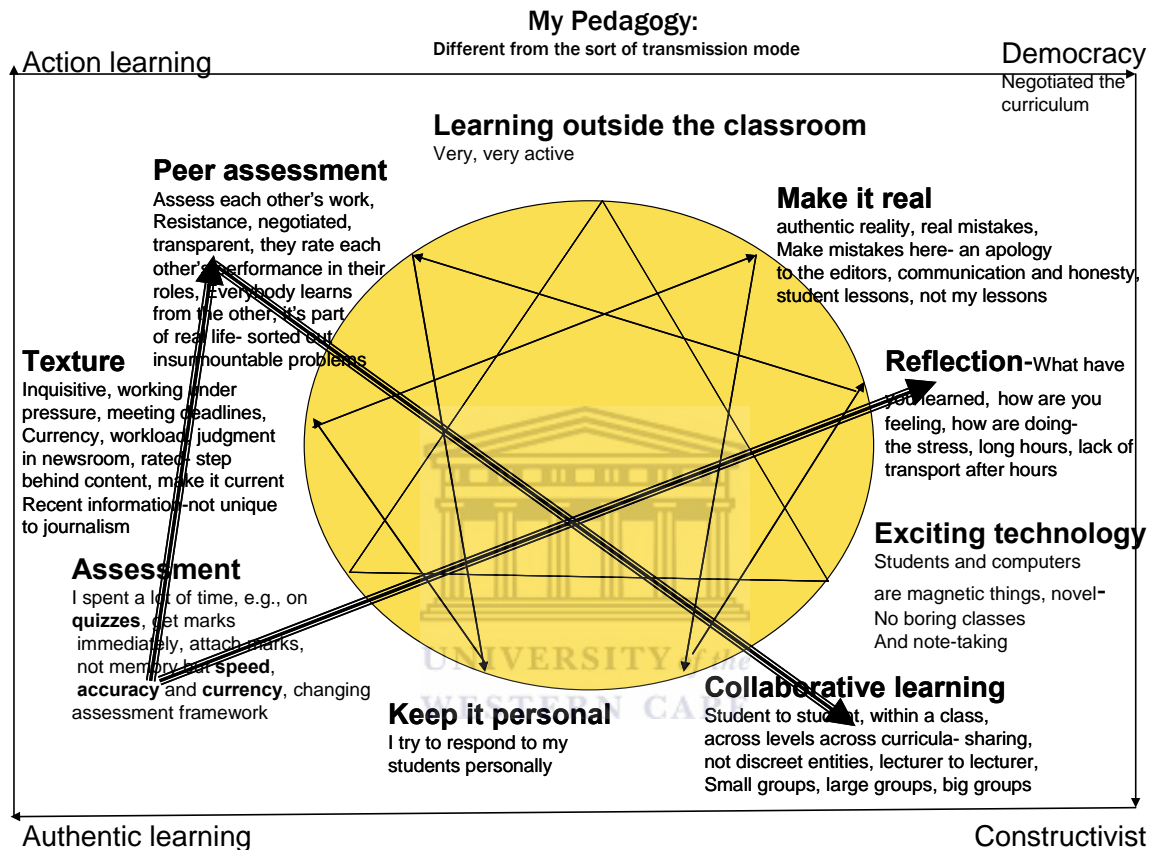 My Pedagogy:
Different from the sort of transmission mode
Action learning
Democracy
Negotiated the
curriculum
Learning outside the classroom
Very, very active
Peer assessment
Assess each other's work,
Resistance, negotiated,
transparent, they rate each
other's performance in their
roles, Everybody learns
from the other, it's part
of real life- sorted out
insurmountable problems
Make it real
authentic reality, real mistakes,
Make mistakes here- an apology
to the editors, communication and honesty,
student lessons, not my lessons
Texture
Inquisitive, working under
pressure, meeting deadlines,
Currency, workload, judgment
in newsroom, rated- step
behind content, make it current
Recent information-not unique
to journalism
Reflection-What have
you learned, how are you
feeling, how are doing-
the stress, long hours, lack of
transport after hours
Exciting technology
Students and computers
are magnetic things, novel-
No boring classes
And note-taking
Assessment
I spent a lot of time, e.g., on
quizzes, get marks
immediately, attach marks,
not memory but speed,
accuracy and currency, changing
assessment framework
Keep it personal
I try to respond to my
students personally
Collaborative learning
Student to student, within a class,
across levels across curricula- sharing,
not discreet entities, lecturer to lecturer,
Small groups, large groups, big groups
UNIVERSITY of the
WESTERN CAPE
Authentic learning
Constructivist